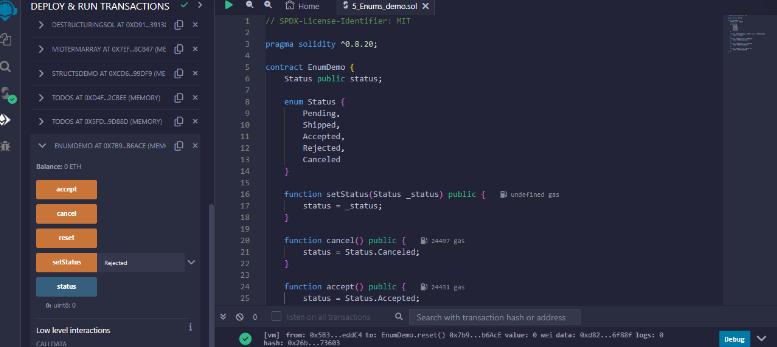 DEPLOY & RUN TRANSACTIONS
DESTRUCTURINGSOL AT 0XD91...39138
MIDTERMARRAY AT 0X7EF...8CB47 (ME
STRUCTSDEMO AT 0XCD6...99DF9 (ME
TODOS AT 0XD4F...2CBEE (MEMORY)
TODOS AT 0X5FD...9D88D (MEMORY)
ENUMDEMO AT 0X7B9...B6ACE (MEM
Balance: 0 ETH
accept
cancel
reset
setStatus Rejected
status
0: uint8: 0
Low level interactions
CALLDATA
Home 5_Enums_demo.sol
1 // SPDX-License-Identifier: MIT
2
3 pragma solidity ^0.8.20;
4
5 contract EnumDemo {
6 Status public status;
7
8 enum Status {
9 Pending,
10 Shipped,
11 Accepted,
12 Rejected,
13 Canceled
14 }
15
16 function setStatus(Status _status) public { undefined gas
17 status = _status;
18 }
19
20 function cancel() public { 24407 gas
21 status = Status.Canceled;
22 }
23
24 function accept() public { 24431 gas
25 status = Status.Accepted;
0 listen on all transactions Search with transaction hash or address
[vm] from: 0x5B3...eddC4 to: EnumDemo.reset() 0x7b9...b6AcE value: 0 wei data: 0xd82...6f88f logs: 0
hash: 0x26b...73603
Debug